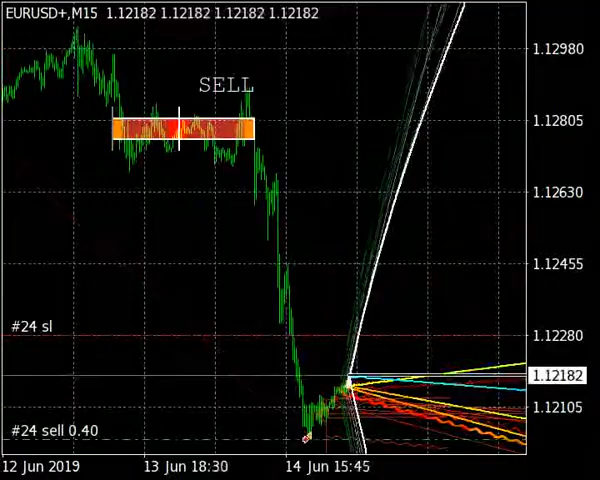 EURUSD+,M15 1.12182 1.12182 1.12182 1.12182
1.12980
SELL
1.12805
1.12630
1.12455
#24 sl
1.12280
1.12182
1.12105
#24 sell 0.40
12 Jun 2019 13 Jun 18:30 14 Jun 15:45